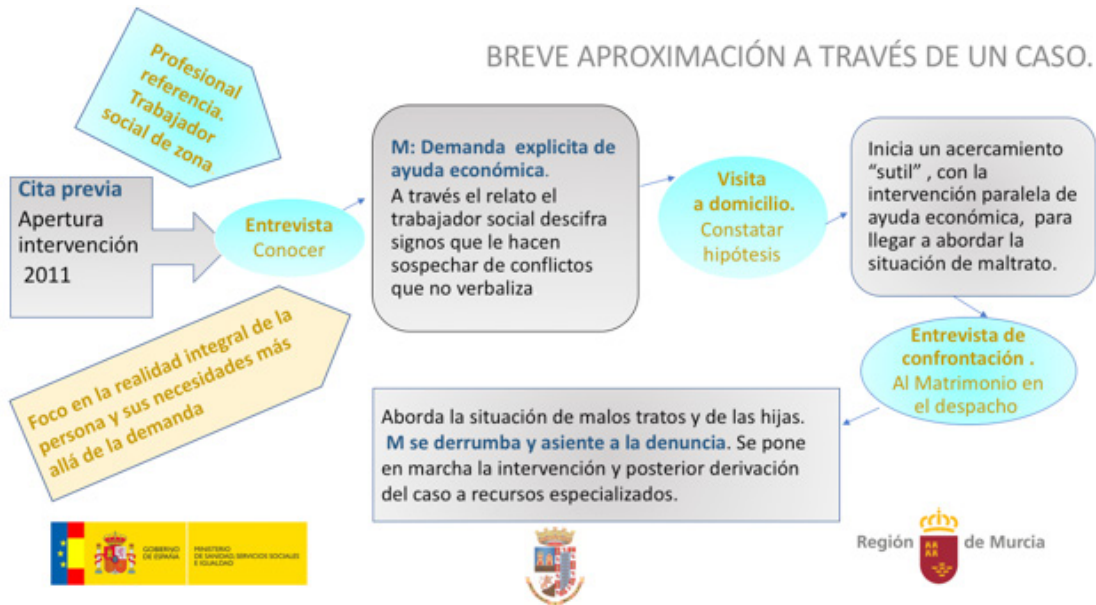 BREVE APROXIMACIÓN A TRAVÉS DE UN CASO.
Profesional
referencia.
Trabajador
social de zona
Cita previa
Apertura
intervención
2011
Entrevista
Conocer
M: Demanda explicita de
ayuda económica.
A través el relato el
trabajador social descifra
signos que le hacen
sospechar de conflictos
que no verbaliza
Visita
a domicilio.
Constatar
hipótesis
Inicia un acercamiento
“sutil” , con la
intervención paralela de
ayuda económica, para
llegar a abordar la
situación de maltrato.
Foco en la realidad integral de la
persona y sus necesidades más
allá de la demanda
Entrevista de
confrontación .
Al Matrimonio en
el despacho
Aborda la situación de malos tratos y de las hijas.
M se derrumba y asiente a la denuncia. Se pone
en marcha la intervención y posterior derivación
del caso a recursos especializados.
GOBIERNO
DE ESPAÑA
MINISTERIO
DE SANIDAD, SERVICIOS SOCIALES
E IGUALDAD
Región de Murcia